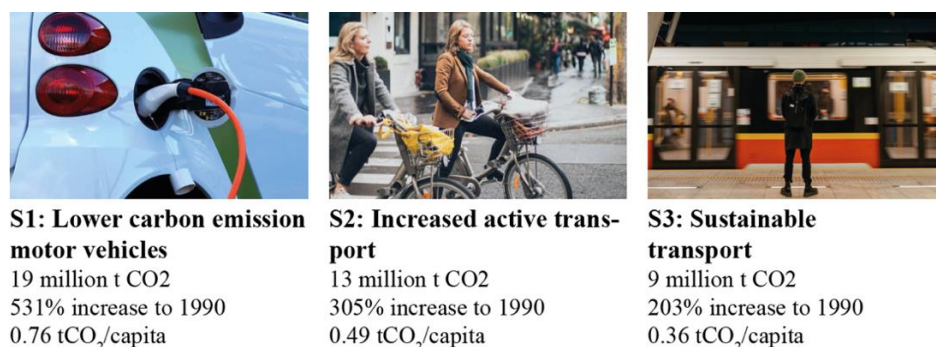 S1: Lower carbon emission
motor vehicles
19 million t CO2
531% increase to 1990
0.76 tCO₂/capita
S2: Increased active trans-
port
13 million t CO2
305% increase to 1990
0.49 tCO₂/capita
S3: Sustainable
transport
9 million t CO2
203% increase to 1990
0.36 tCO₂/capita